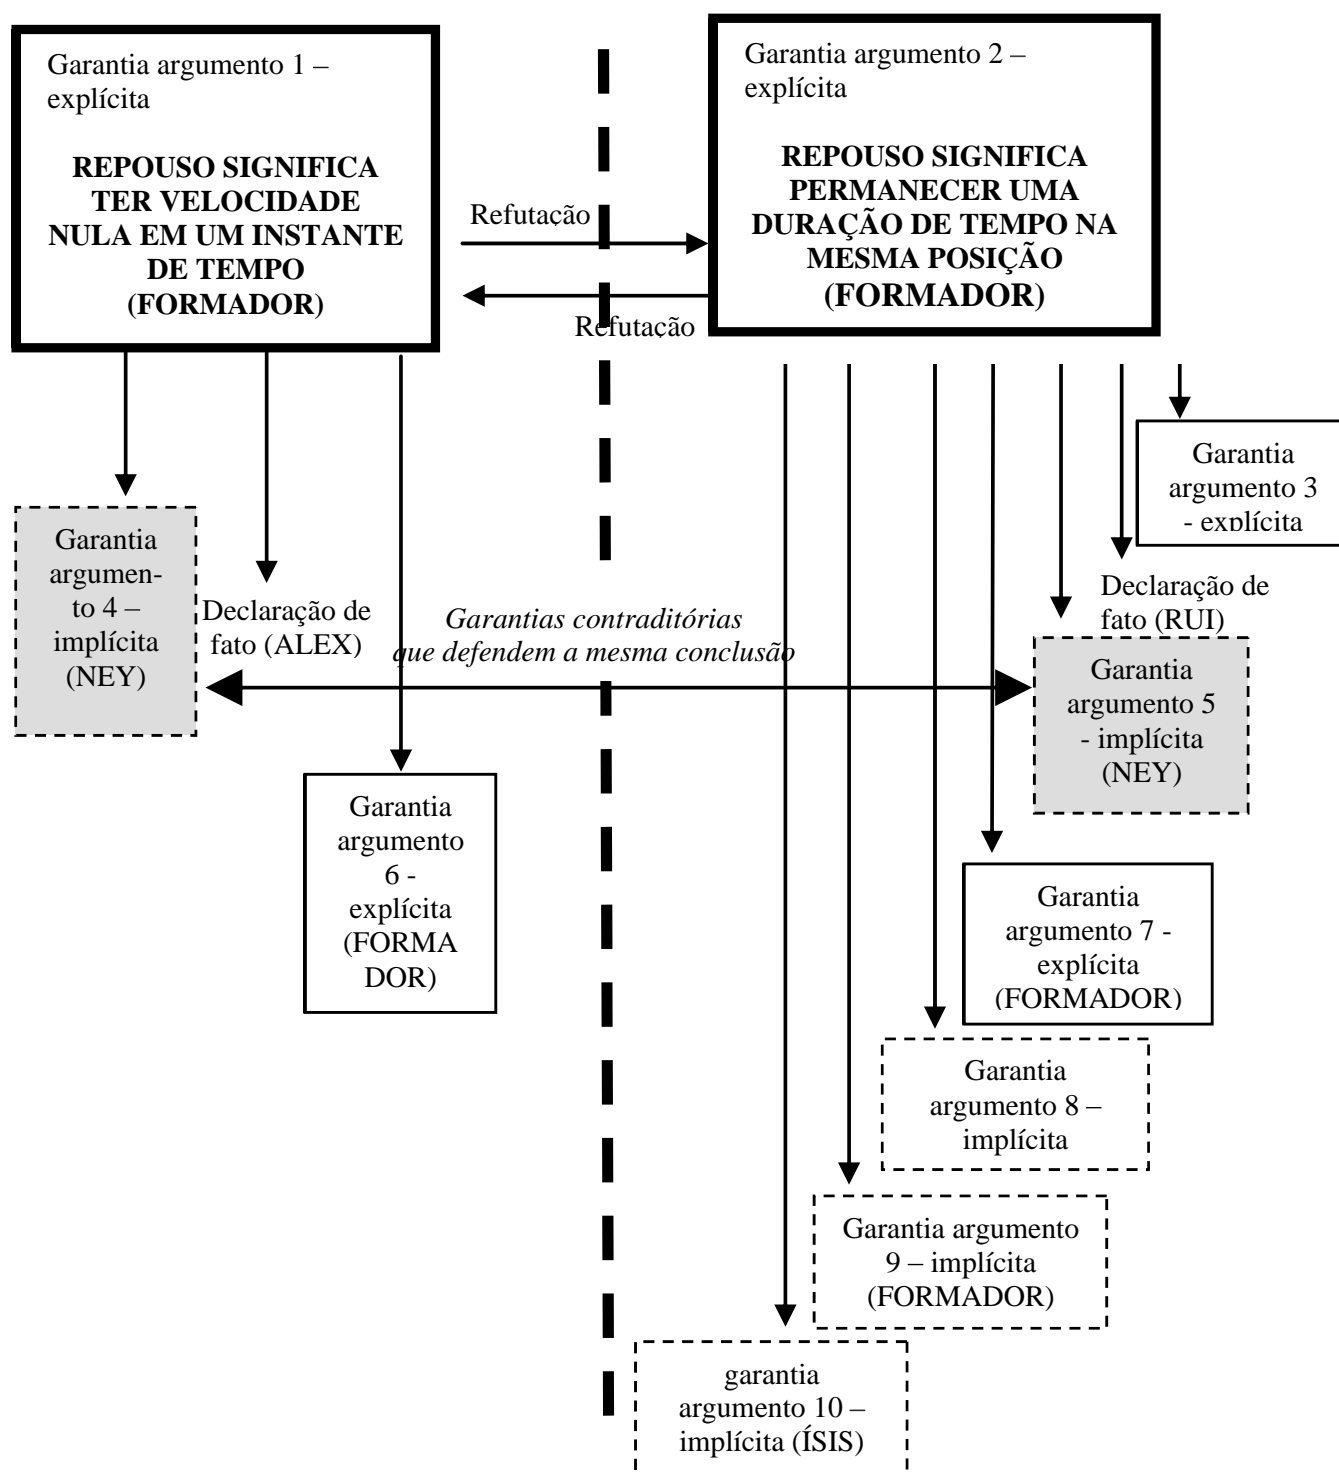 Garantia argumento 1 –
explícita
REPOUSO SIGNIFICA
TER VELOCIDADE
NULA EM UM INSTANTE
DE TEMPO
(FORMADOR)
Refutação
Refutação
Garantia argumento 2 –
explícita
REPOUSO SIGNIFICA
PERMANECER UMA
DURAÇÃO DE TEMPO NA
MESMA POSIÇÃO
(FORMADOR)
Garantia
argumento 3
- explícita
Garantia
argumen-
to 4 –
implícita
(NEY)
Declaração de
fato (ALEX)
Garantias contraditórias
que defendem a mesma conclusão
Declaração de
fato (RUI)
Garantia
argumento 5
- implícita
(NEY)
Garantia
argumento
6 -
explícita
(FORMA
DOR)
Garantia
argumento 7 -
explícita
(FORMADOR)
Garantia
argumento 8 –
implícita
Garantia argumento
9 – implícita
(FORMADOR)
garantia
argumento 10 –
implícita (ÍSIS)